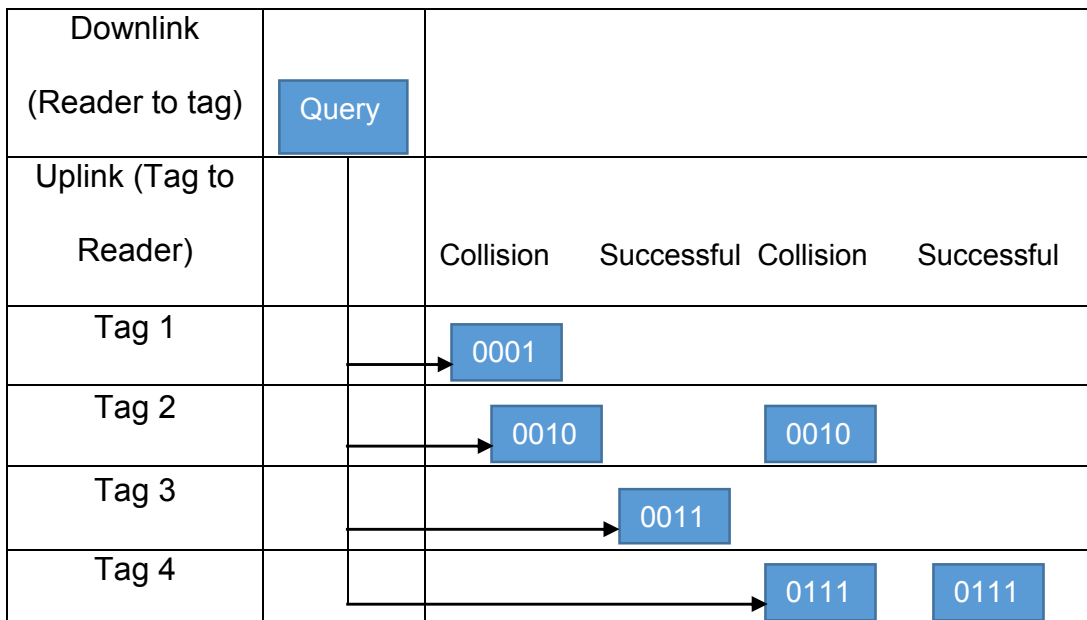 Downlink
(Reader to tag)
Query
Uplink (Tag to
Reader)
Collision Successful Collision Successful
Tag 1
0001
Tag 2
0010 0010
Tag 3
0011
Tag 4
0111 0111